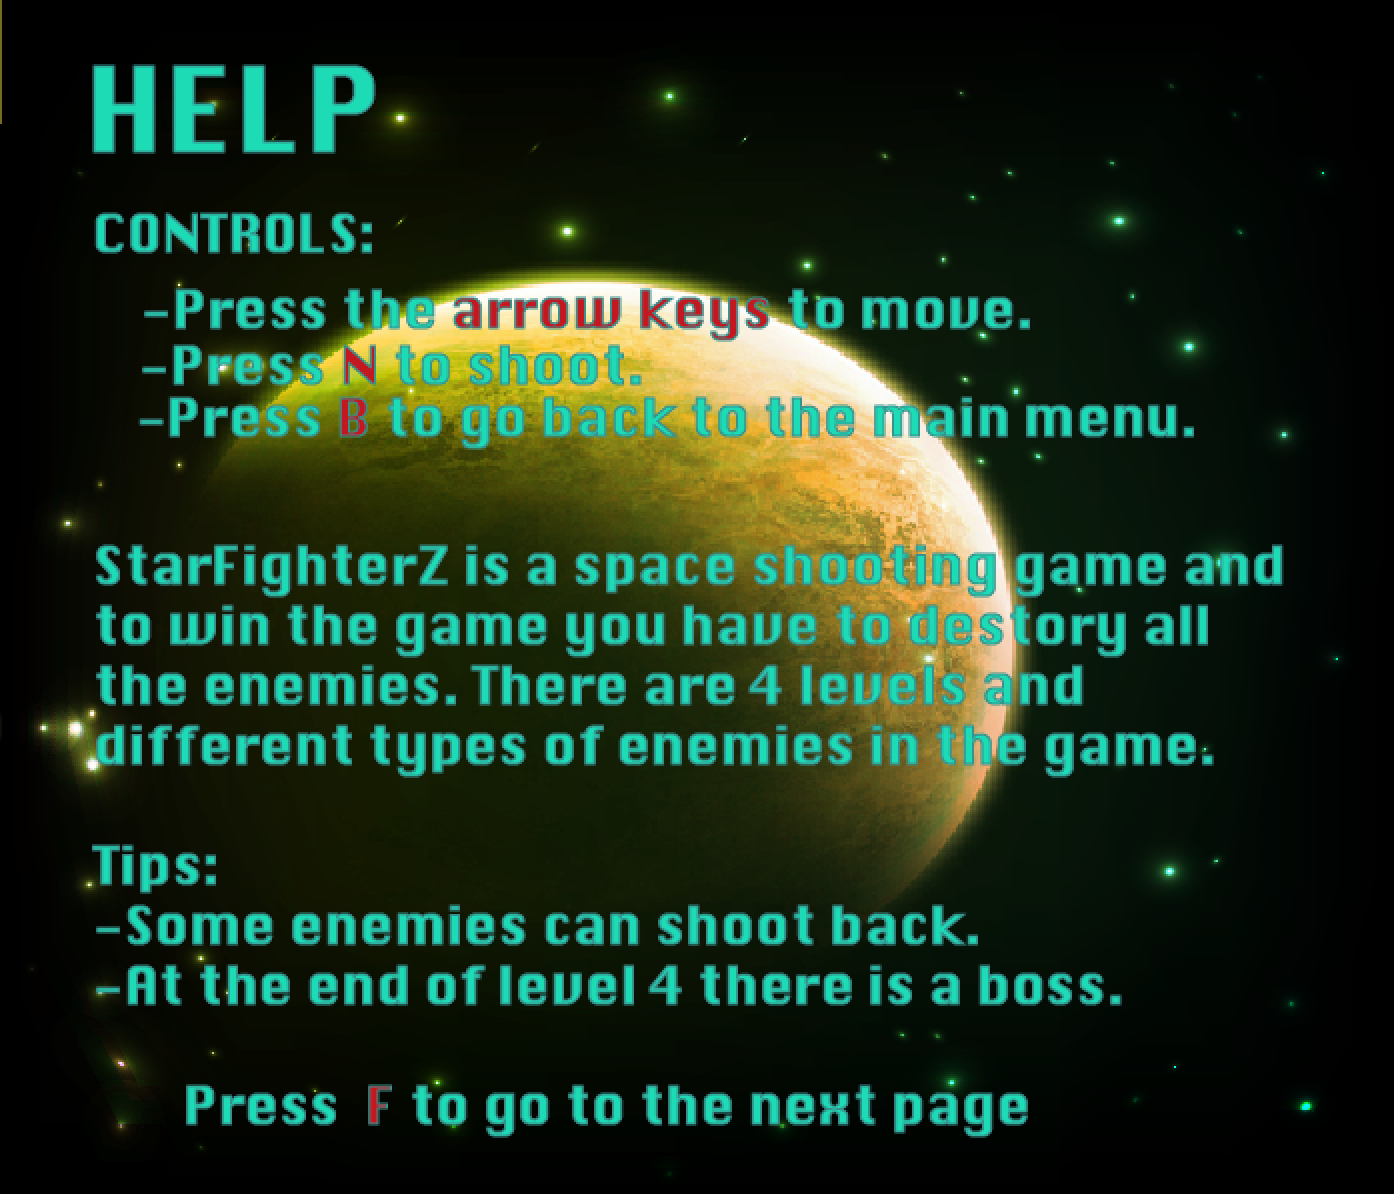 HELP
CONTROLS:
-Press the arrow keys to move.
-Press N to shoot.
-Press B to go back to the main menu.
StarFighterZ is a space shooting game and
to win the game you have to destory all
the enemies. There are 4 levels and
different types of enemies in the game.
Tips:
-Some enemies can shoot back.
-At the end of level 4 there is a boss.
Press F to go to the next page